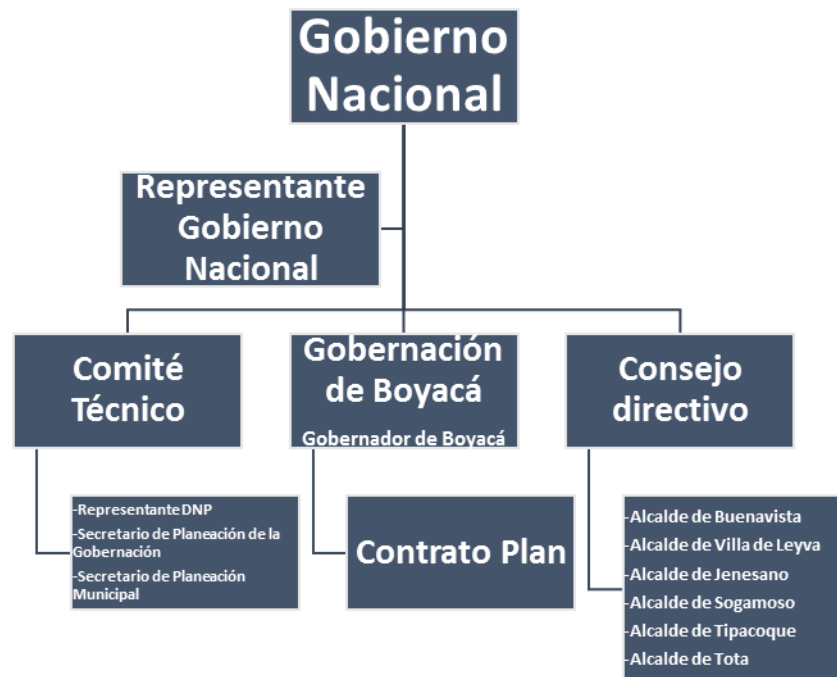 Gobierno
Nacional
Representante
Gobierno
Nacional
Comité
Técnico
Gobernación
de Boyacá
Gobernador de Boyacá
Consejo
directivo
-Representante DNP
-Secretario de Planeación de la
Gobernación
-Secretario de Planeación
Municipal
Contrato Plan
-Alcalde de Buenavista
-Alcalde de Villa de Leyva
-Alcalde de Jenesano
-Alcalde de Sogamoso
-Alcalde de Tipacoque
-Alcalde de Tota